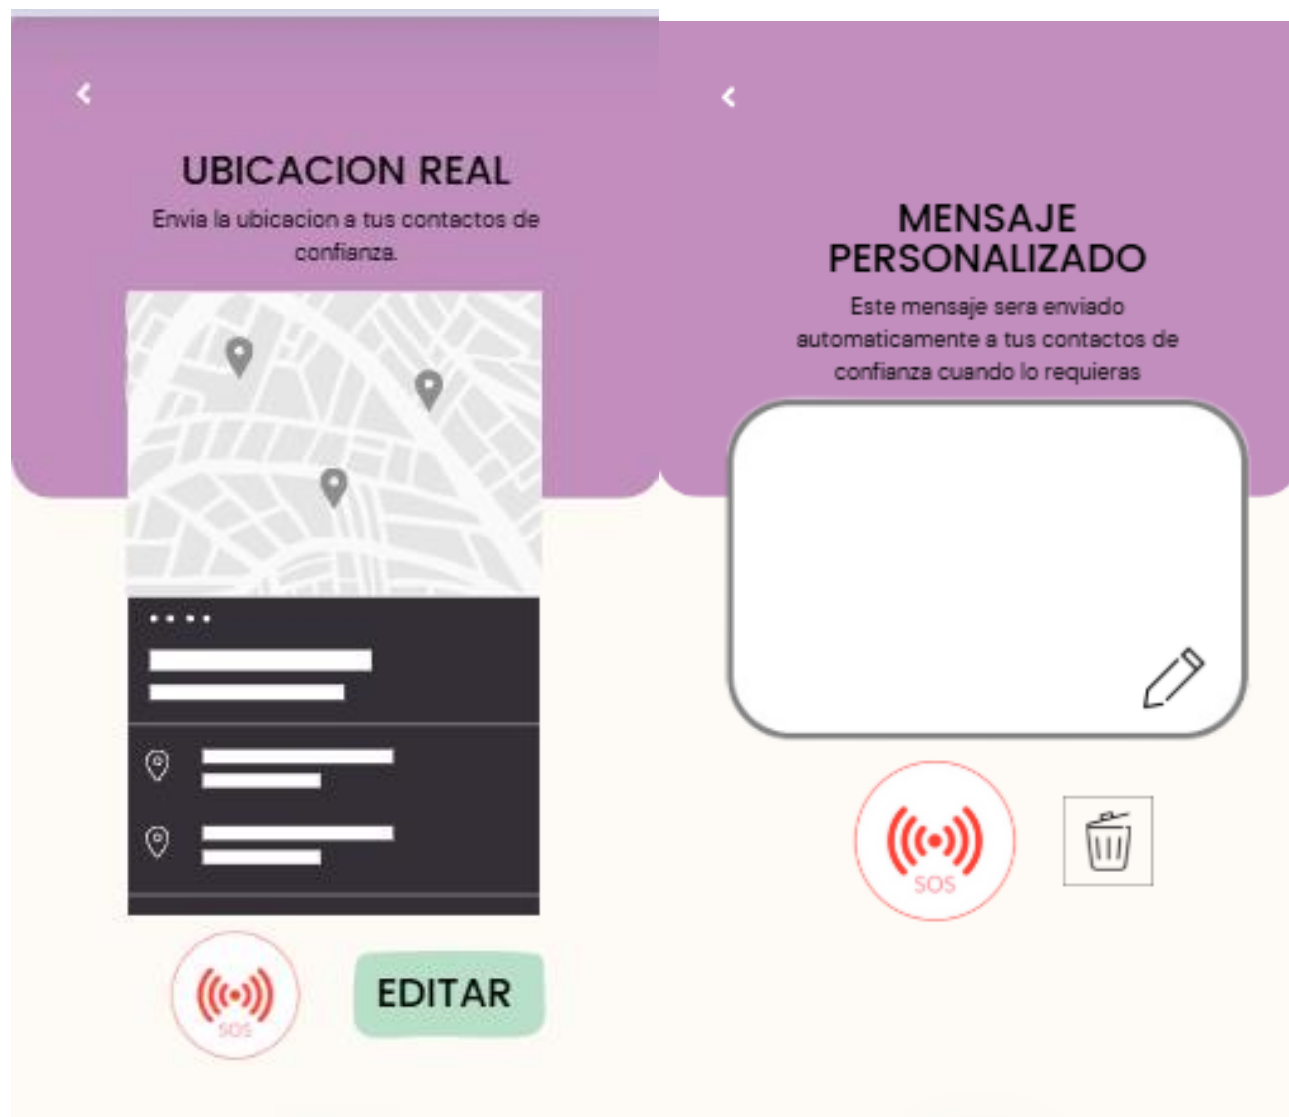 UBICACION REAL
Envia la ubicacion a tus contactos de
confianza.
SOS
EDITAR
MENSAJE
PERSONALIZADO
Este mensaje sera enviado
automaticamente a tus contactos de
confianza cuando lo requieras
SOS